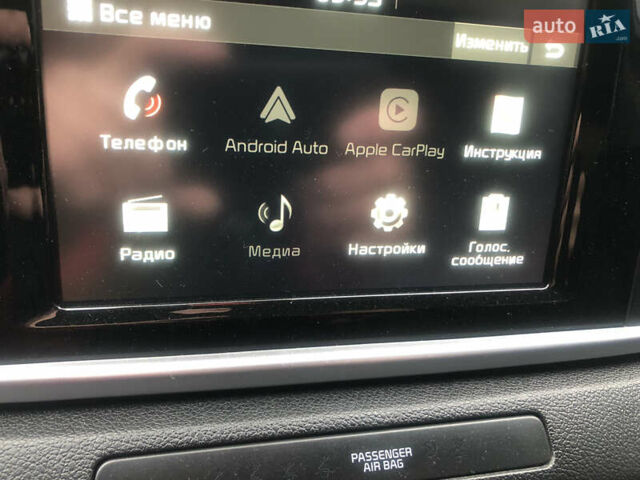 Все меню
Изменить
auto RIA
.com
Телефон
Android Auto
Apple CarPlay
Инструкция
Радио
Медиа
Настройки
Голос.
сообщение
PASSENGER
AIR BAG